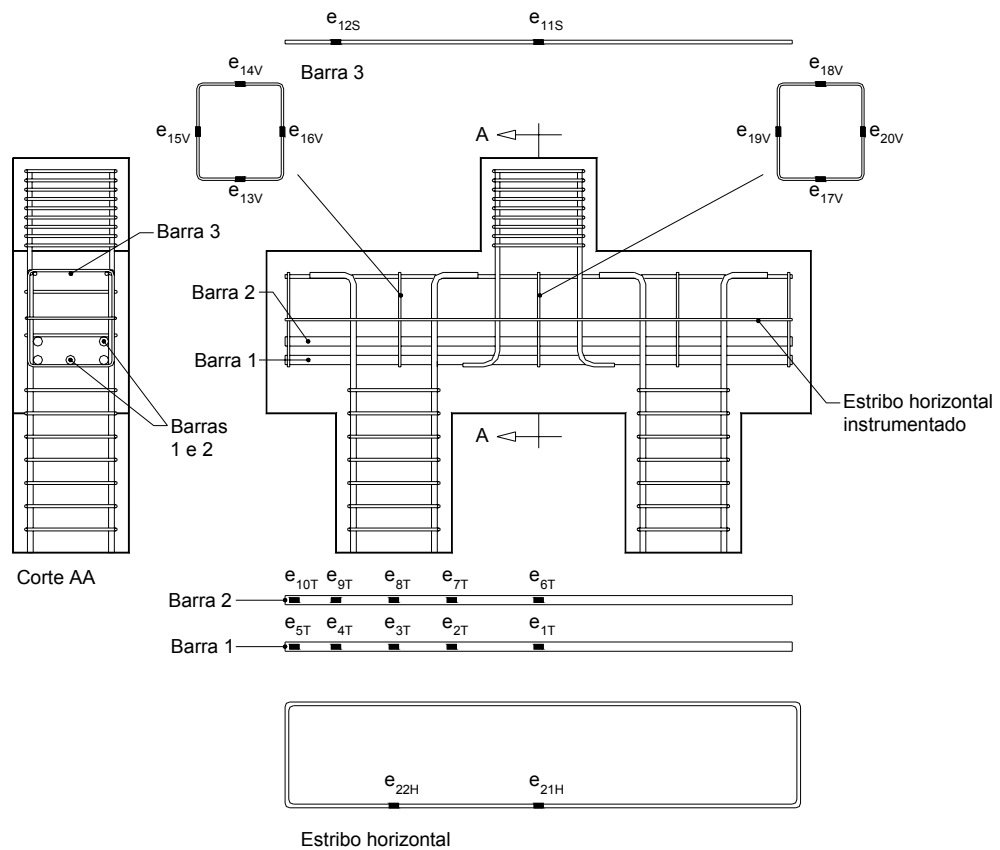 e12S
e11S
Barra 3
e14V
e15V
e16V
e13V
e18V
e19V
e20V
e17V
A
Barra 3
Barra 2
Barra 1
Barras
1 e 2
Estribo horizontal
instrumentado
A
Corte AA
e10T
e9T
e8T
e7T
e6T
Barra 2
e5T
e4T
e3T
e2T
e1T
Barra 1
e22H
e21H
Estribo horizontal